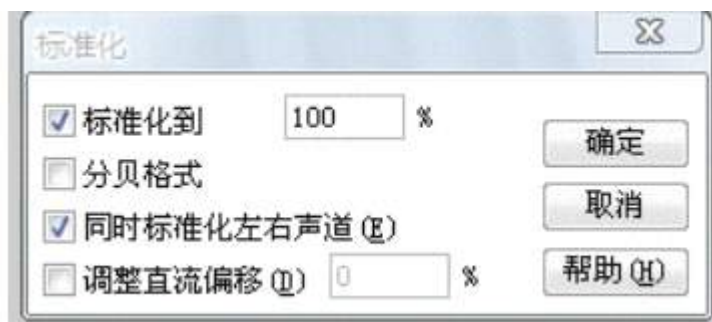 标准化
标准化到 100 %
分贝格式
同时标准化左右声道(E)
调整直流偏移(D) 0 %
确定
取消
帮助(H)